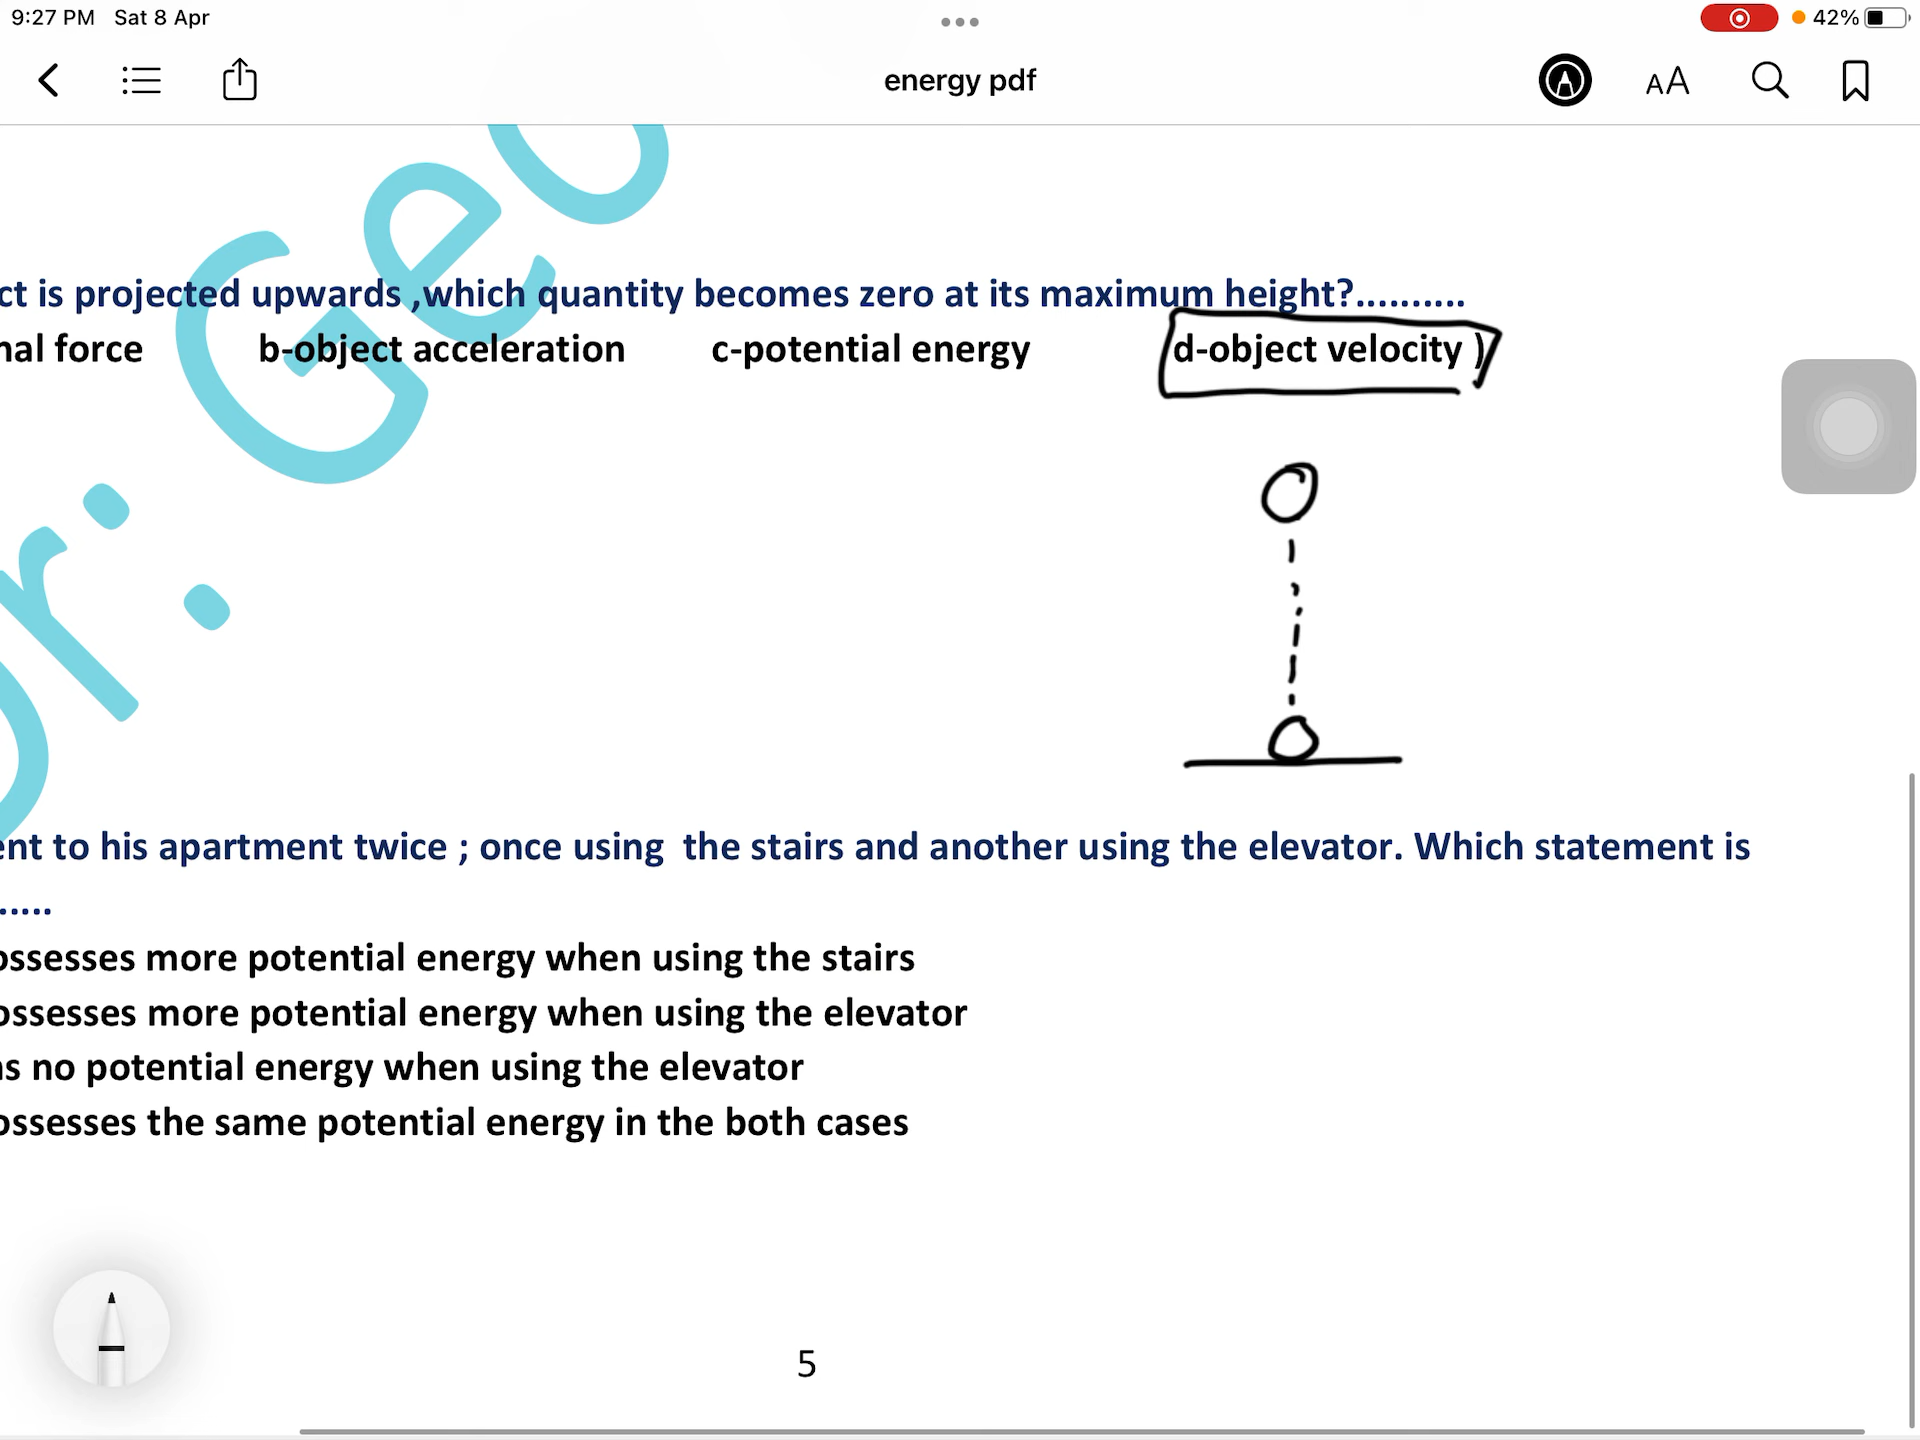 9:27 PM Sat 8 Apr
42%
energy pdf
AA
Dr: Geo
ct is projected upwards ,which quantity becomes zero at its maximum height?..........
nal force b-object acceleration c-potential energy d-object velocity )
ent to his apartment twice ; once using the stairs and another using the elevator. Which statement is
.....
ossesses more potential energy when using the stairs
ossesses more potential energy when using the elevator
as no potential energy when using the elevator
ossesses the same potential energy in the both cases
5